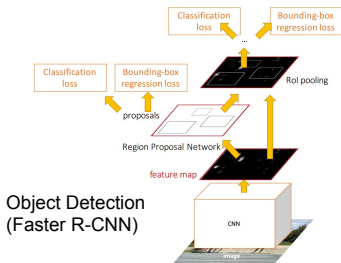 Classification
loss
Bounding-box
regression loss
...
Classification
loss
Bounding-box
regression loss
RoI pooling
proposals
Region Proposal Network
feature map
Object Detection
(Faster R-CNN)
CNN
image